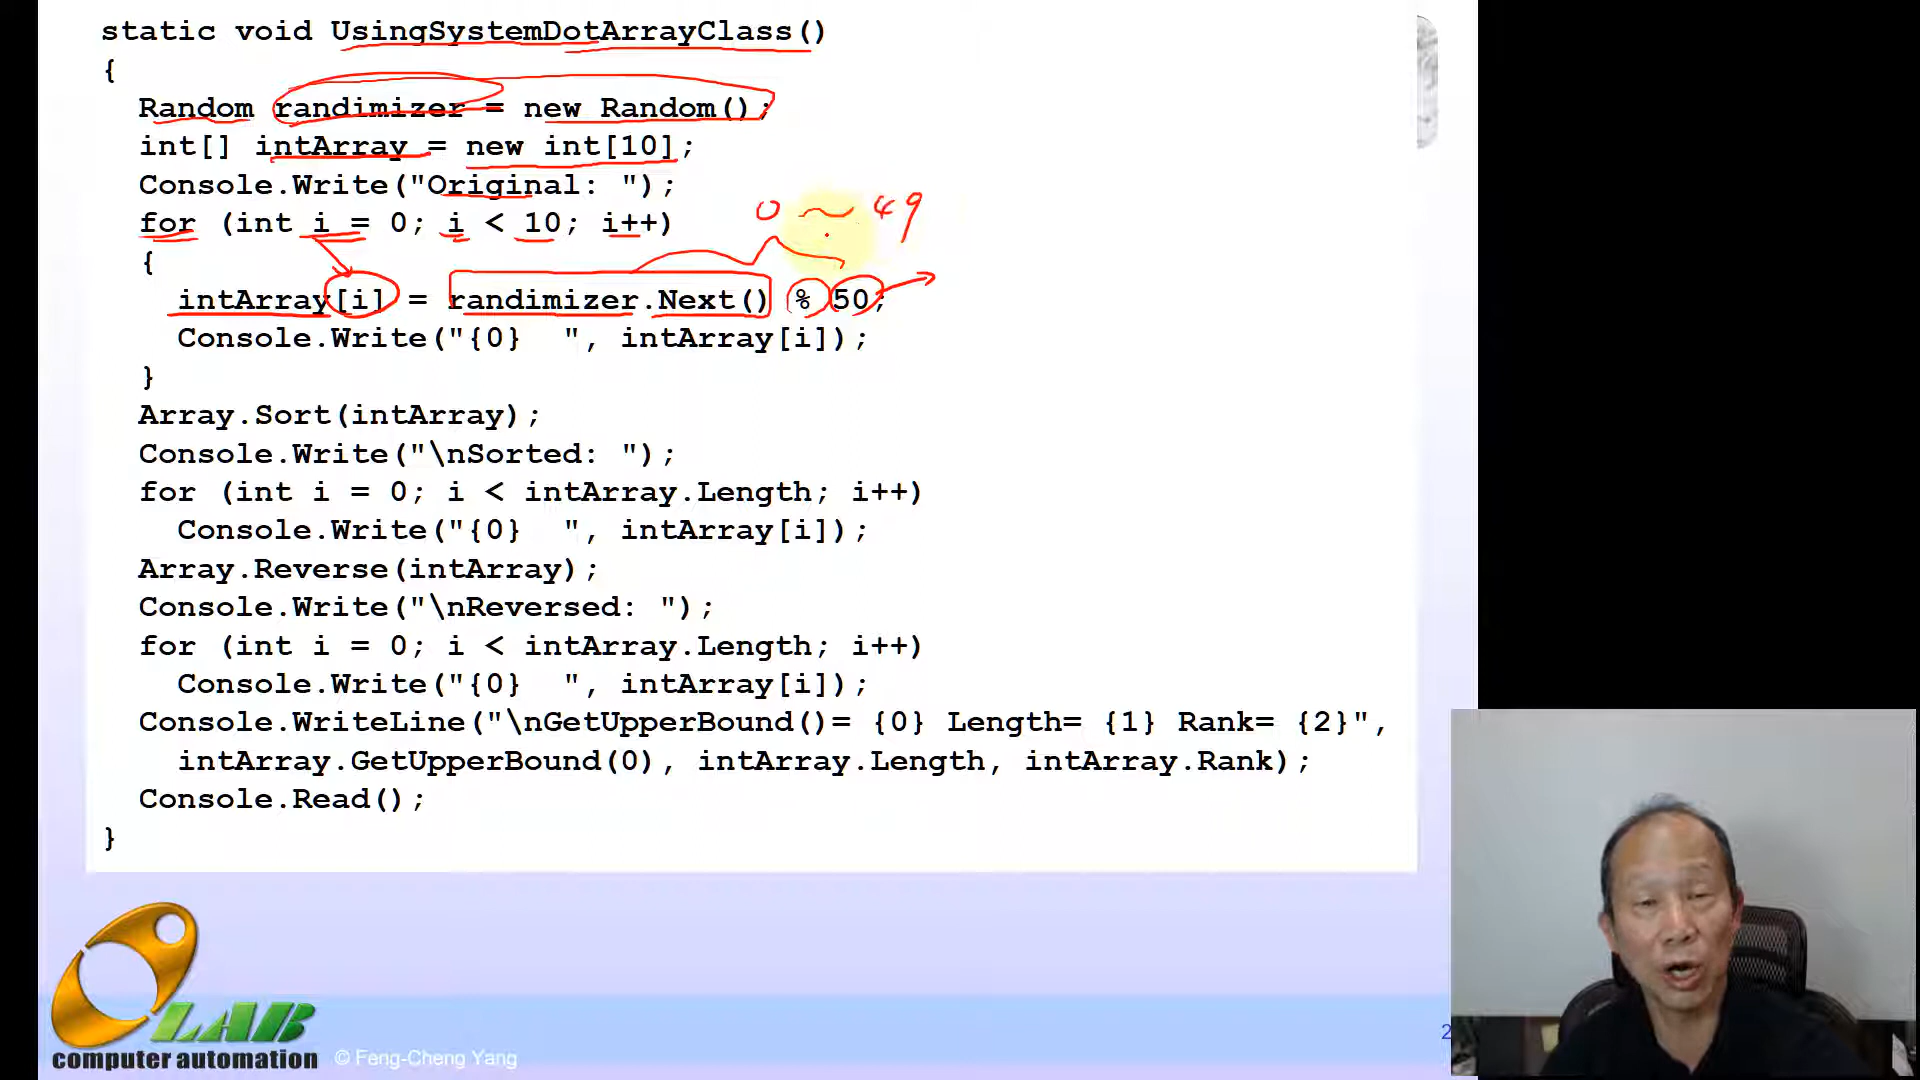 static void UsingSystemDotArrayClass()
{
Random randimizer = new Random();
int[] intArray = new int[10];
Console.Write("Original: ");
0 ~ 49
for (int i = 0; i < 10; i++)
{
intArray[i] = randimizer.Next() % 50;
Console.Write("{0}  ", intArray[i]);
}
Array.Sort(intArray);
Console.Write("\nSorted: ");
for (int i = 0; i < intArray.Length; i++)
Console.Write("{0}  ", intArray[i]);
Array.Reverse(intArray);
Console.Write("\nReversed: ");
for (int i = 0; i < intArray.Length; i++)
Console.Write("{0}  ", intArray[i]);
Console.WriteLine("\nGetUpperBound()= {0} Length= {1} Rank= {2}",
intArray.GetUpperBound(0), intArray.Length, intArray.Rank);
Console.Read();
}
LAB
computer automation
© Feng-Cheng Yang